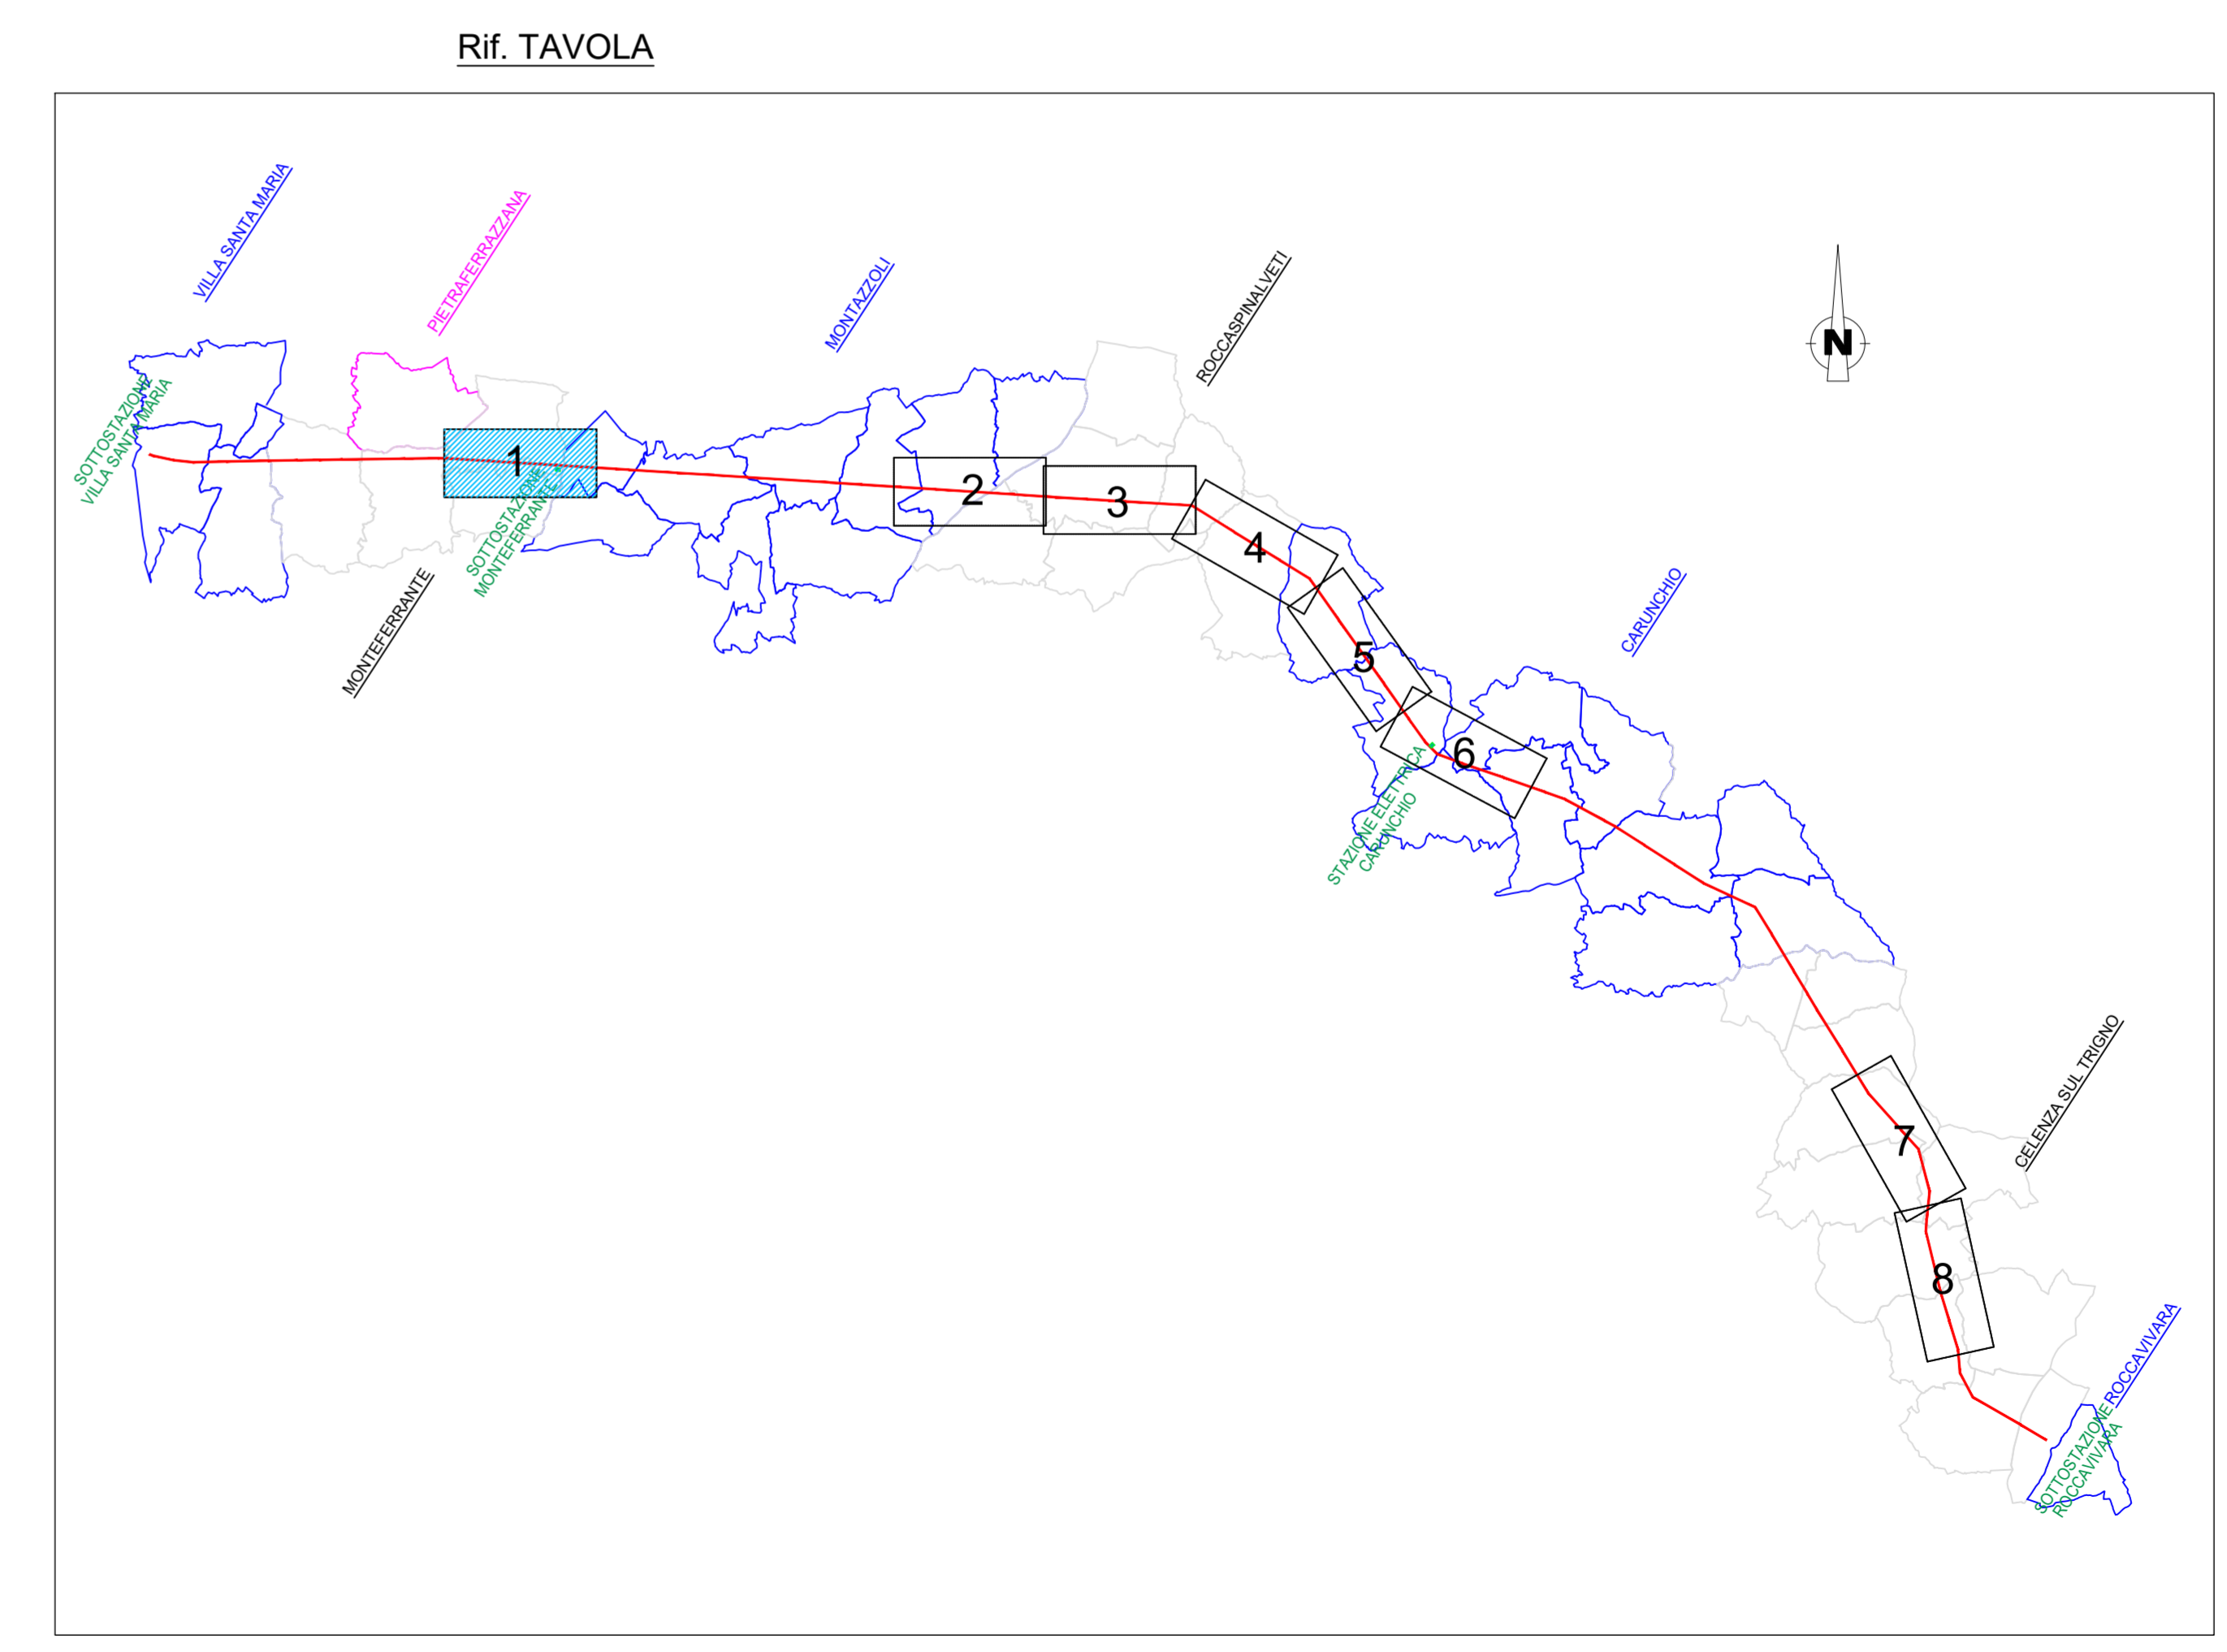 Rif. TAVOLA
VILLA SANTA MARIA
PIETRAFERRAZZANA
MONTAZZOLI
ROCCASPINALVETI
N
SOTTOSTAZIONE
VILLA SANTA MARIA
1
2
3
4
SOTTOSTAZIONE
MONTEFERRANTE
MONTEFERRANTE
5
CARUNCHIO
6
STAZIONE ELETTRICA
CARUNCHIO
CELENZA SUL TRIGNO
7
8
ROCCAVIVARA
SOTTOSTAZIONE
ROCCAVIVARA